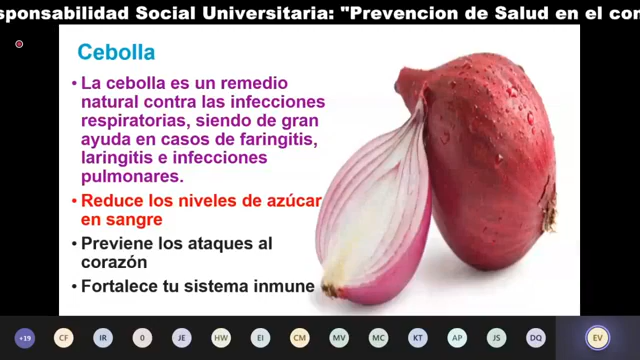 sponsabilidad Social Universitaria: "Prevencion de Salud en el con
Cebolla
• La cebolla es un remedio
natural contra las infecciones
respiratorias, siendo de gran
ayuda en casos de faringitis,
laringitis e infecciones
pulmonares.
• Reduce los niveles de azúcar
en sangre
• Previene los ataques al
corazón
• Fortalece tu sistema inmune
+19 CF IR 0 JE HW EI CM MV MC KT AP JS DQ EV